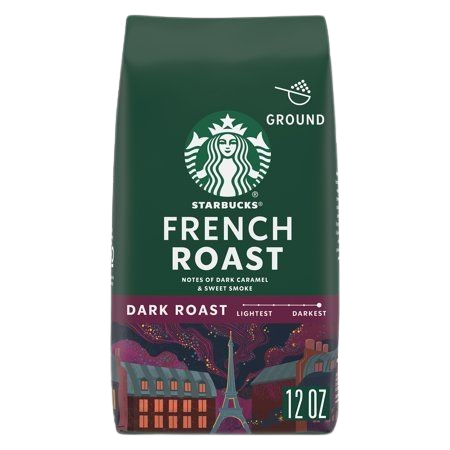 GROUND
STARBUCKS®
FRENCH
ROAST
NOTES OF DARK CARAMEL
& SWEET SMOKE
DARK ROAST LIGHTEST DARKEST
12 OZ